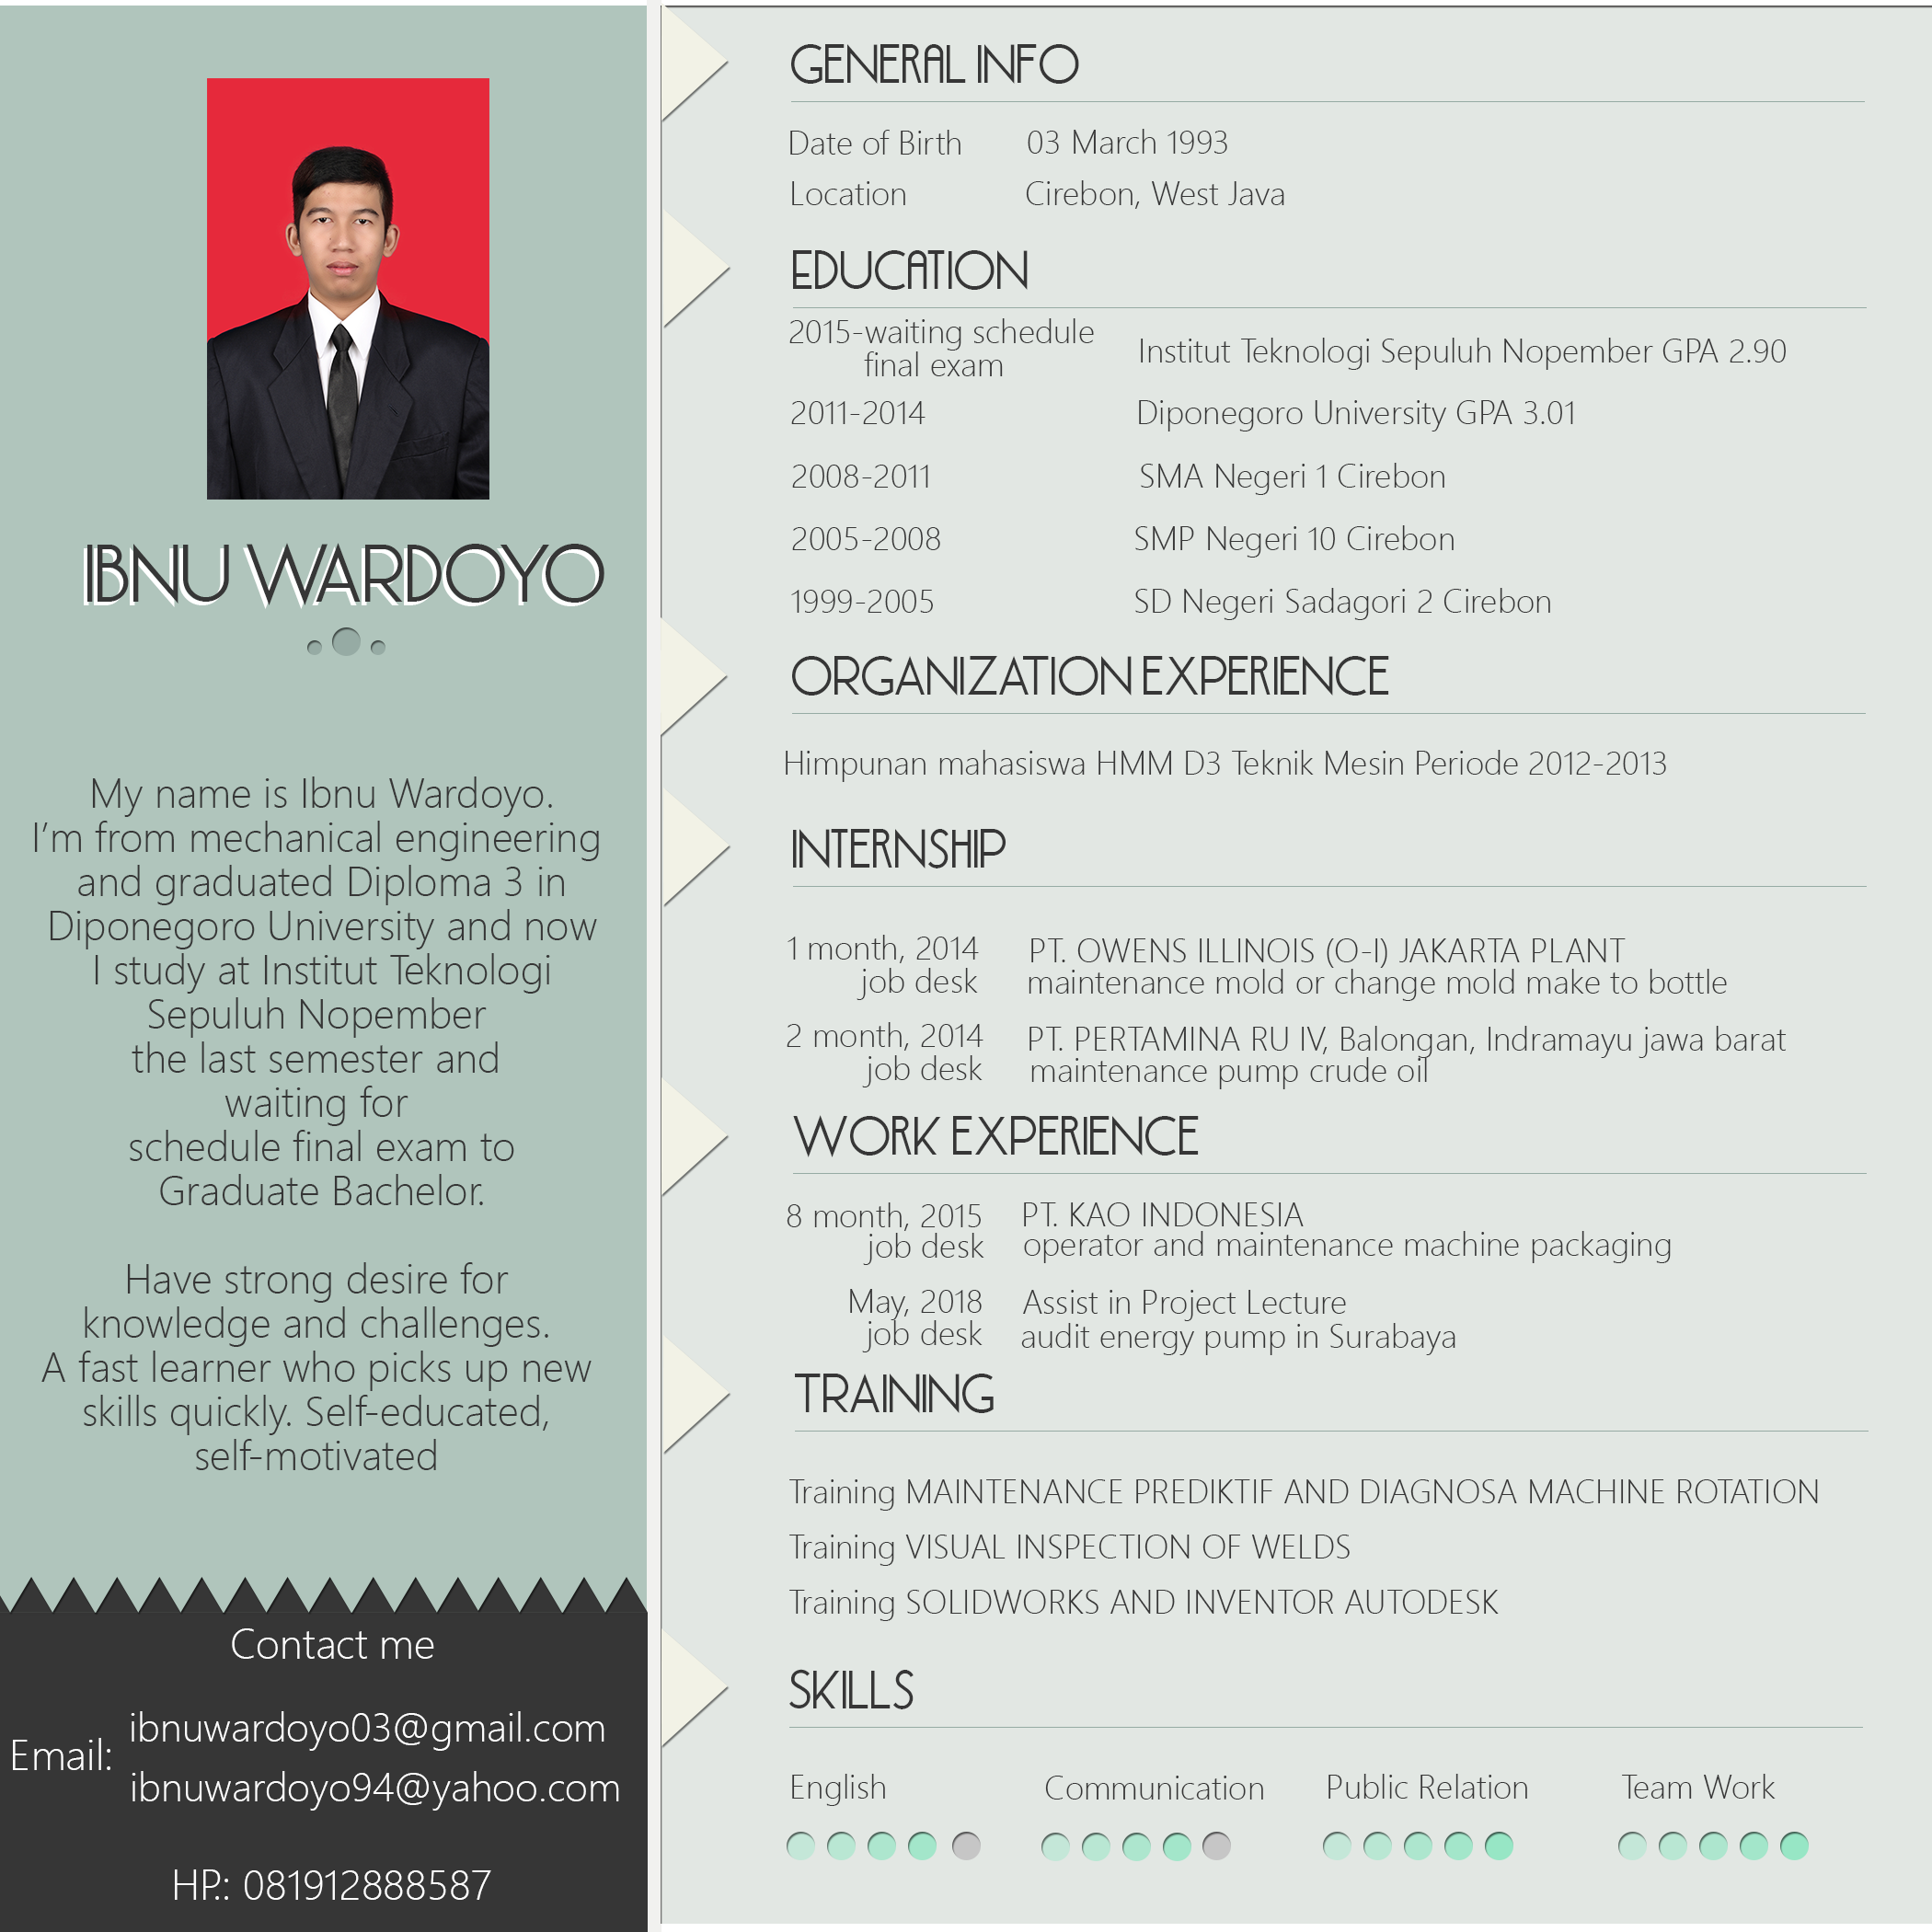 IBNU WARDOYO
My name is Ibnu Wardoyo.
I'm from mechanical engineering
and graduated Diploma 3 in
Diponegoro University and now
I study at Institut Teknologi
Sepuluh Nopember
the last semester and
waiting for
schedule final exam to
Graduate Bachelor.
Have strong desire for
knowledge and challenges.
A fast learner who picks up new
skills quickly. Self-educated,
self-motivated
Contact me
Email:
ibnuwardoyo03@gmail.com
ibnuwardoyo94@yahoo.com
HP.: 081912888587
GENERAL INFO
Date of Birth 03 March 1993
Location Cirebon, West Java
EDUCATION
2015-waiting schedule
final exam
Institut Teknologi Sepuluh Nopember GPA 2.90
2011-2014 Diponegoro University GPA 3.01
2008-2011 SMA Negeri 1 Cirebon
2005-2008 SMP Negeri 10 Cirebon
1999-2005 SD Negeri Sadagori 2 Cirebon
ORGANIZATION EXPERIENCE
Himpunan mahasiswa HMM D3 Teknik Mesin Periode 2012-2013
INTERNSHIP
1 month, 2014 PT. OWENS ILLINOIS (O-I) JAKARTA PLANT
job desk maintenance mold or change mold make to bottle
2 month, 2014 PT. PERTAMINA RU IV, Balongan, Indramayu jawa barat
job desk maintenance pump crude oil
WORK EXPERIENCE
8 month, 2015 PT. KAO INDONESIA
job desk operator and maintenance machine packaging
May, 2018 Assist in Project Lecture
job desk audit energy pump in Surabaya
TRAINING
Training MAINTENANCE PREDIKTIF AND DIAGNOSA MACHINE ROTATION
Training VISUAL INSPECTION OF WELDS
Training SOLIDWORKS AND INVENTOR AUTODESK
SKILLS
English Communication Public Relation Team Work